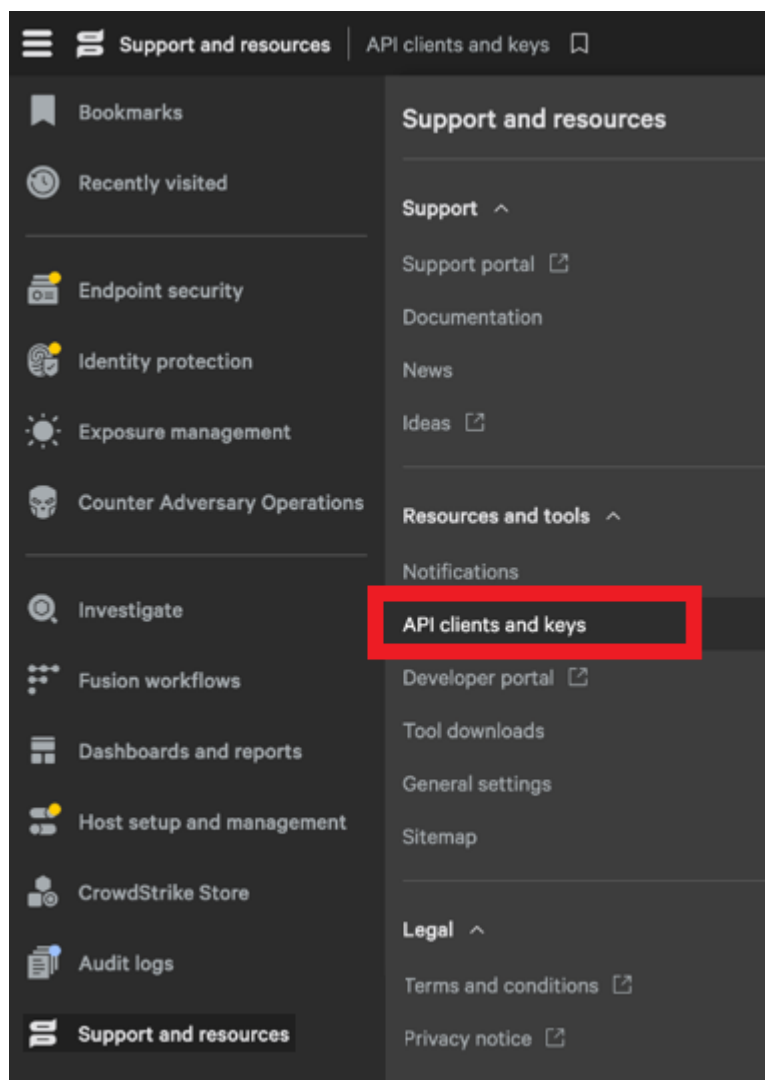 Support and resources API clients and keys
Bookmarks
Recently visited
Endpoint security
Identity protection
Exposure management
Counter Adversary Operations
Investigate
Fusion workflows
Dashboards and reports
Host setup and management
CrowdStrike Store
Audit logs
Support and resources
Support and resources
Support
Support portal
Documentation
News
Ideas
Resources and tools
Notifications
API clients and keys
Developer portal
Tool downloads
General settings
Sitemap
Legal
Terms and conditions
Privacy notice